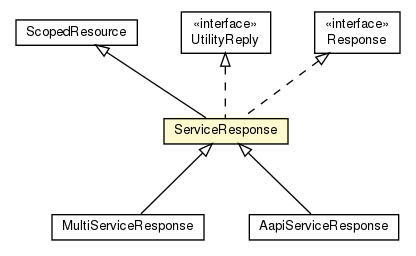 ScopedResource
«interface»
UtilityReply
«interface»
Response
ServiceResponse
MultiServiceResponse
AapiServiceResponse